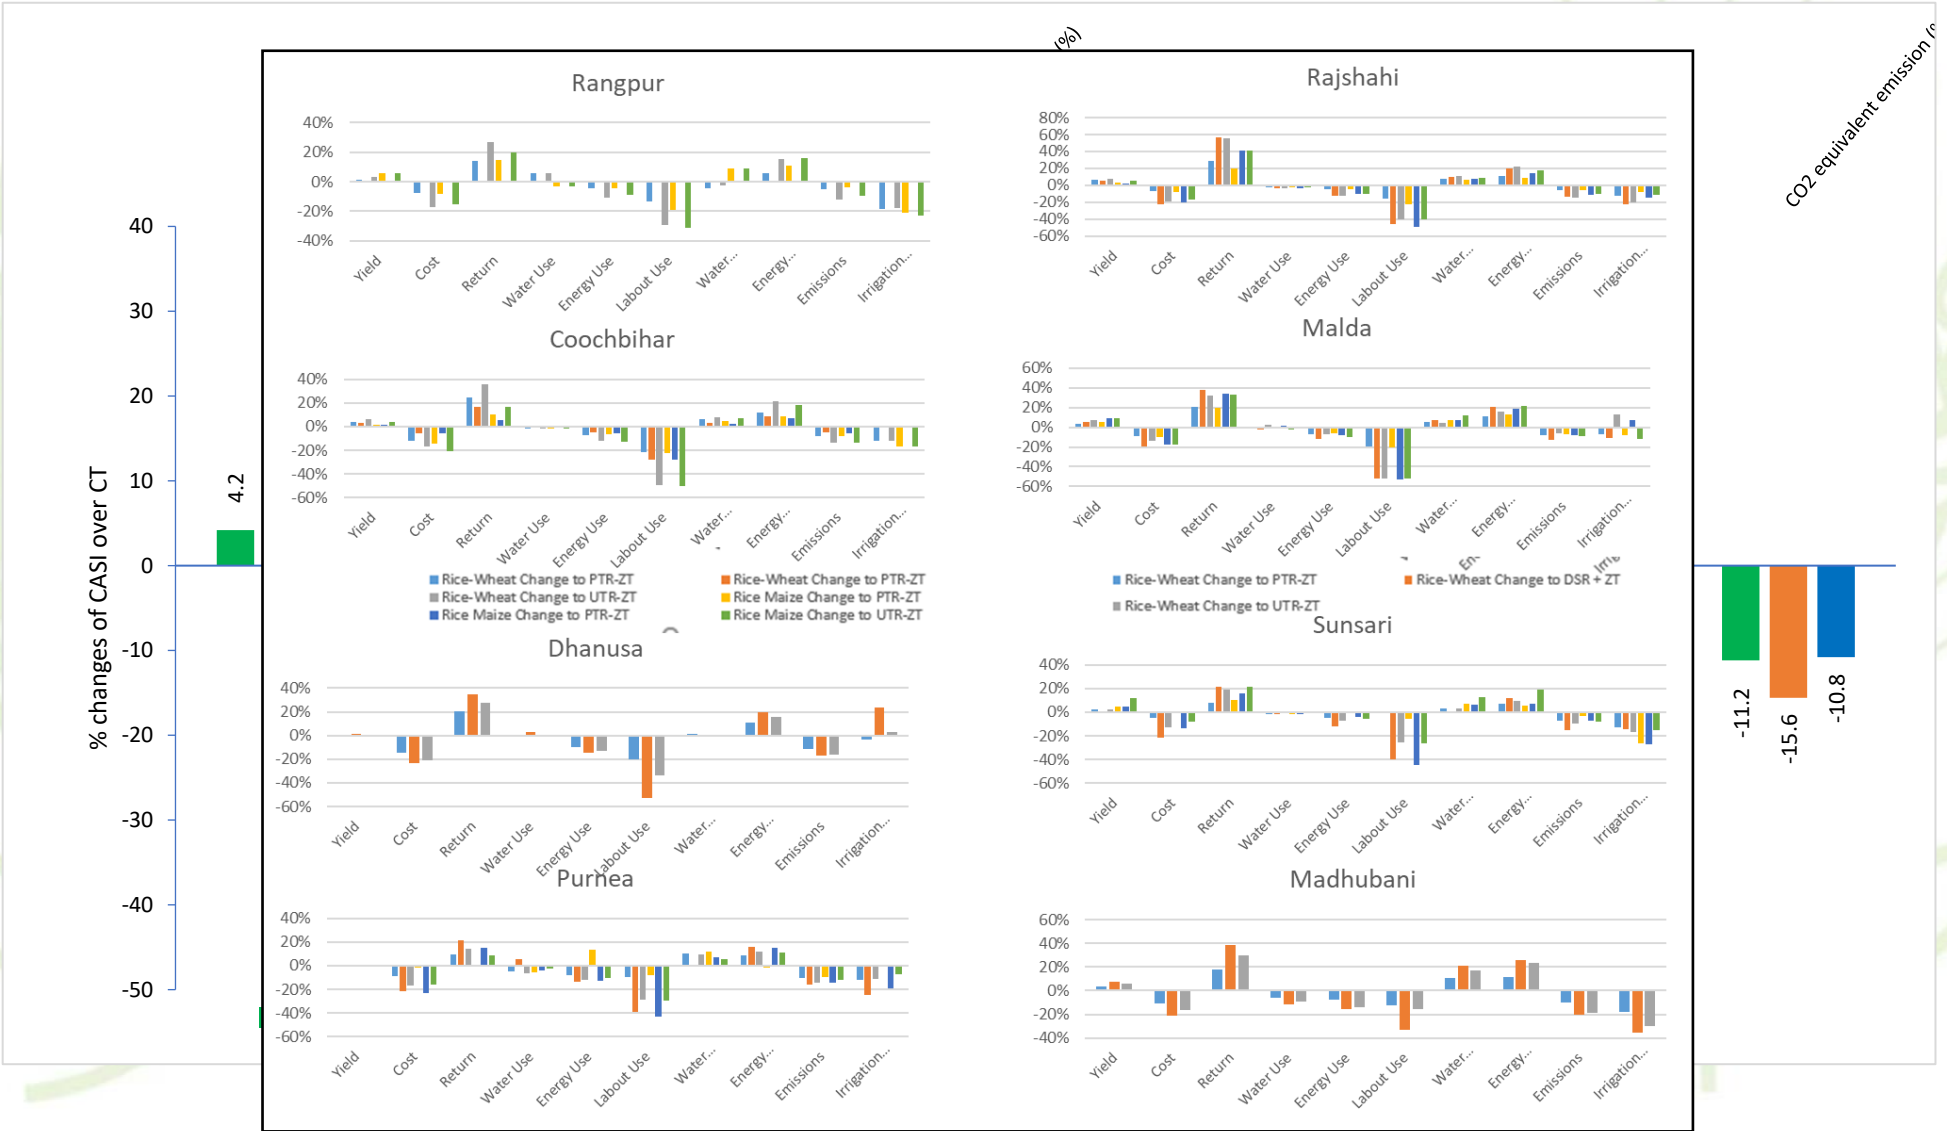 (%)
CO2 equivalent emission
% changes of CASI over CT
40
30
20
10
0
-10
-20
-30
-40
-50
4.2
-11.2
-15.6
-10.8
Rangpur
40%
20%
0%
-20%
-40%
Yield
Cost
Return
Water Use
Energy Use
Labout Use
Water...
Energy...
Emissions
Irrigation...
Rajshahi
80%
60%
40%
20%
0%
-20%
-40%
-60%
Yield
Cost
Return
Water Use
Energy Use
Labout Use
Water...
Energy...
Emissions
Irrigation...
Coochbihar
40%
20%
0%
-20%
-40%
-60%
Yield
Cost
Return
Water Use
Energy Use
Labout Use
Water...
Energy...
Emissions
Irrigation...
Malda
60%
40%
20%
0%
-20%
-40%
-60%
Yield
Cost
Return
Water Use
Energy Use
Labout Use
Water...
Energy...
Emissions
Irrigation...
Rice-Wheat Change to PTR-ZT
Rice-Wheat Change to PTR-ZT
Rice-Wheat Change to UTR-ZT
Rice Maize Change to PTR-ZT
Rice Maize Change to PTR-ZT
Rice Maize Change to UTR-ZT
Rice-Wheat Change to PTR-ZT
Rice-Wheat Change to DSR + ZT
Rice-Wheat Change to UTR-ZT
Dhanusa
40%
20%
0%
-20%
-40%
-60%
Yield
Cost
Return
Water Use
Energy Use
Labout Use
Water...
Energy...
Emissions
Irrigation...
Sunsari
40%
20%
0%
-20%
-40%
-60%
Yield
Cost
Return
Water Use
Energy Use
Labout Use
Water...
Energy...
Emissions
Irrigation...
Purnea
40%
20%
0%
-20%
-40%
-60%
Yield
Cost
Return
Water Use
Energy Use
Labout Use
Water...
Energy...
Emissions
Irrigation...
Madhubani
60%
40%
20%
0%
-20%
-40%
Yield
Cost
Return
Water Use
Energy Use
Labout Use
Water...
Energy...
Emissions
Irrigation...